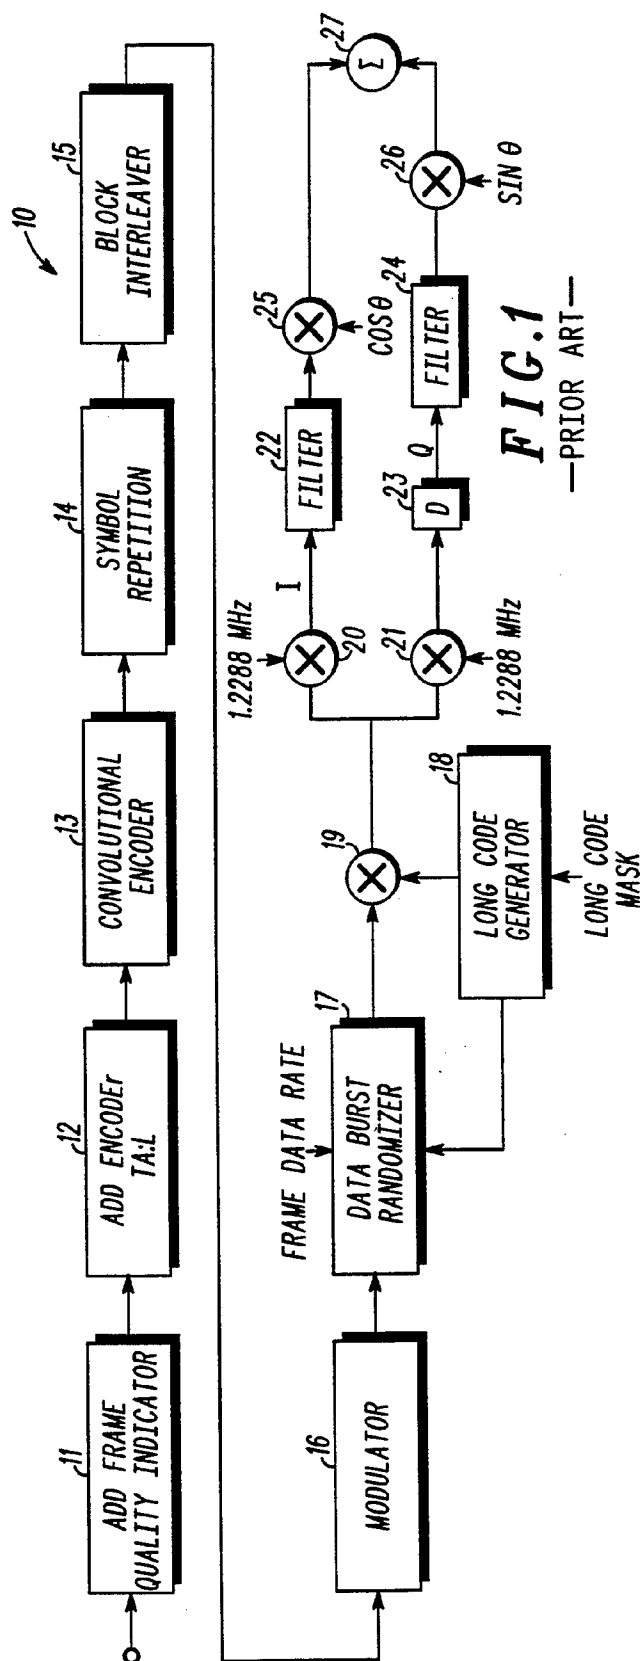 10
11
ADD FRAME
QUALITY INDICATOR
12
ADD ENCODEr
TA:L
13
CONVOLUTIONAL
ENCODER
14
SYMBOL
REPETITION
15
BLOCK
INTERLEAVER
16
MODULATOR
FRAME DATA RATE
17
DATA BURST
RANDOMIZER
18
LONG CODE
GENERATOR
LONG CODE
MASK
19
1.2288 MHz
20
I
22
FILTER
25
COS θ
21
1.2288 MHz
23
D
Q
24
FILTER
26
SIN θ
27
Σ
FIG.1
—PRIOR ART—